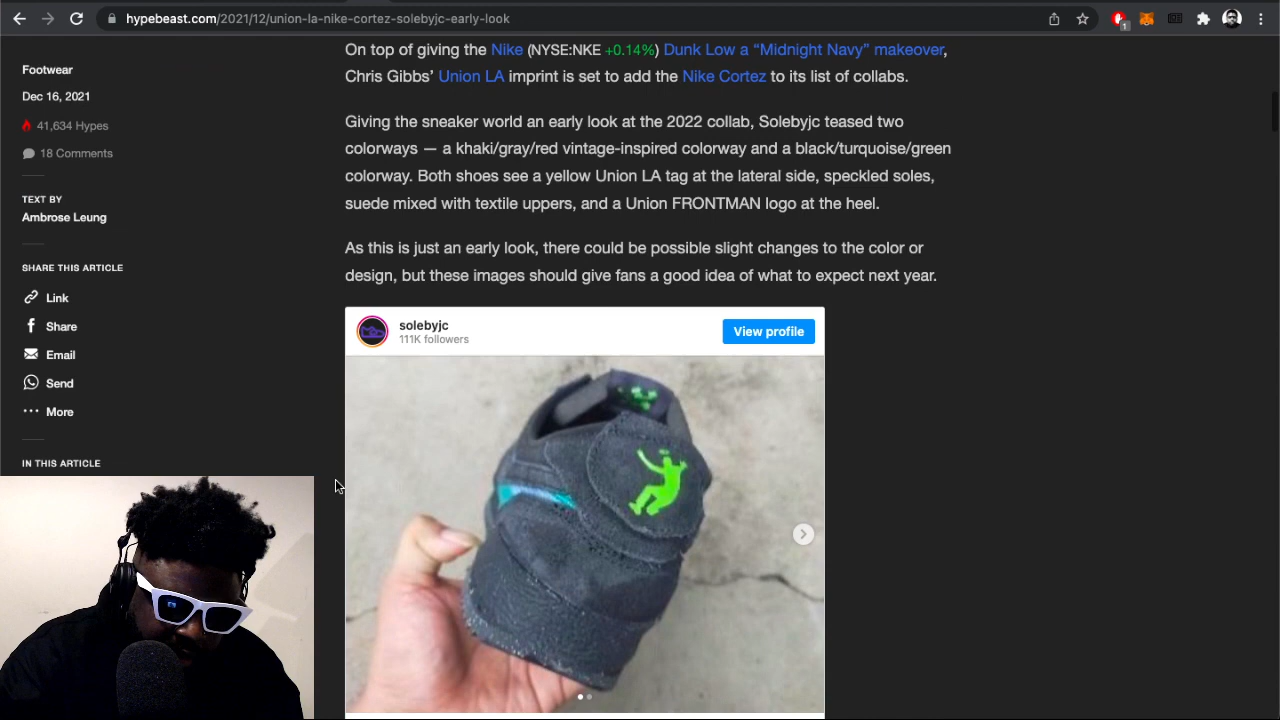 hypebeast.com/2021/12/union-la-nike-cortez-solebyjc-early-look
1
Footwear
Dec 16, 2021
41,634 Hypes
18 Comments
TEXT BY
Ambrose Leung
SHARE THIS ARTICLE
Link
Share
Email
Send
More
IN THIS ARTICLE
On top of giving the Nike (NYSE:NKE +0.14%) Dunk Low a “Midnight Navy” makeover,
Chris Gibbs’ Union LA imprint is set to add the Nike Cortez to its list of collabs.
Giving the sneaker world an early look at the 2022 collab, Solebyjc teased two
colorways — a khaki/gray/red vintage-inspired colorway and a black/turquoise/green
colorway. Both shoes see a yellow Union LA tag at the lateral side, speckled soles,
suede mixed with textile uppers, and a Union FRONTMAN logo at the heel.
As this is just an early look, there could be possible slight changes to the color or
design, but these images should give fans a good idea of what to expect next year.
solebyjc
111K followers
View profile